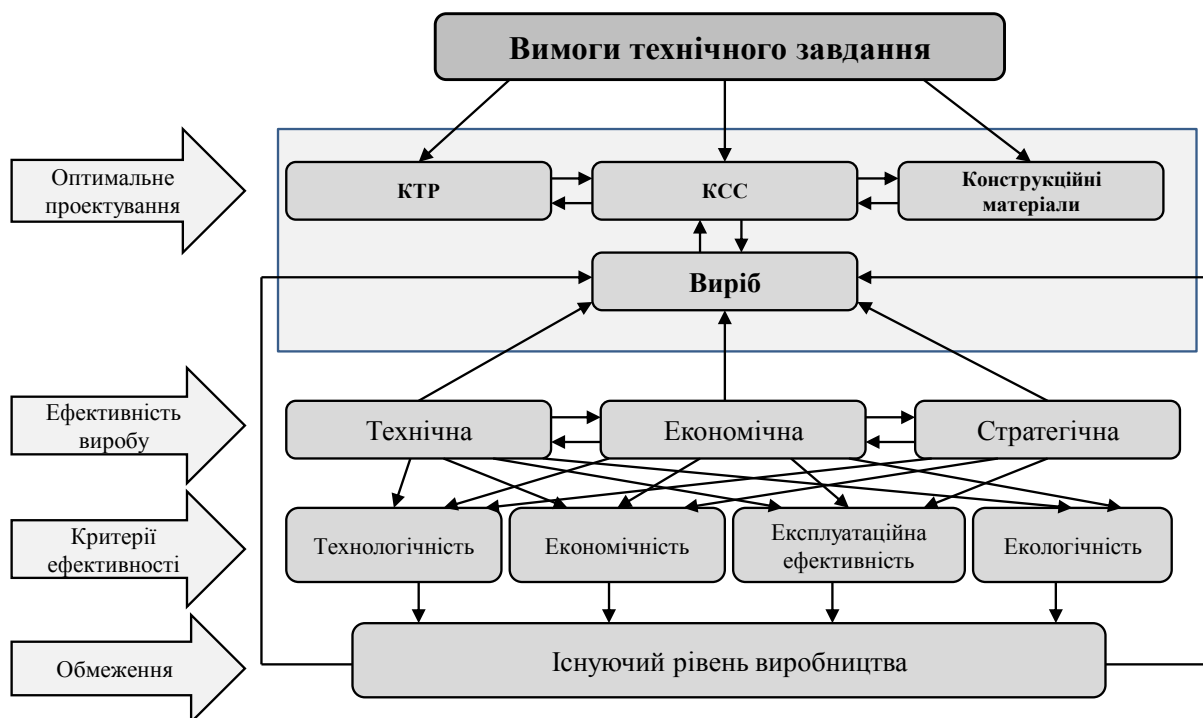 Вимоги технічного завдання
Оптимальне
проектування
КТР
КСС
Конструкційні
матеріали
Виріб
Ефективність
виробу
Технічна
Економічна
Стратегічна
Критерії
ефективності
Технологічність
Економічність
Експлуатаційна
ефективність
Екологічність
Обмеження
Існуючий рівень виробництва